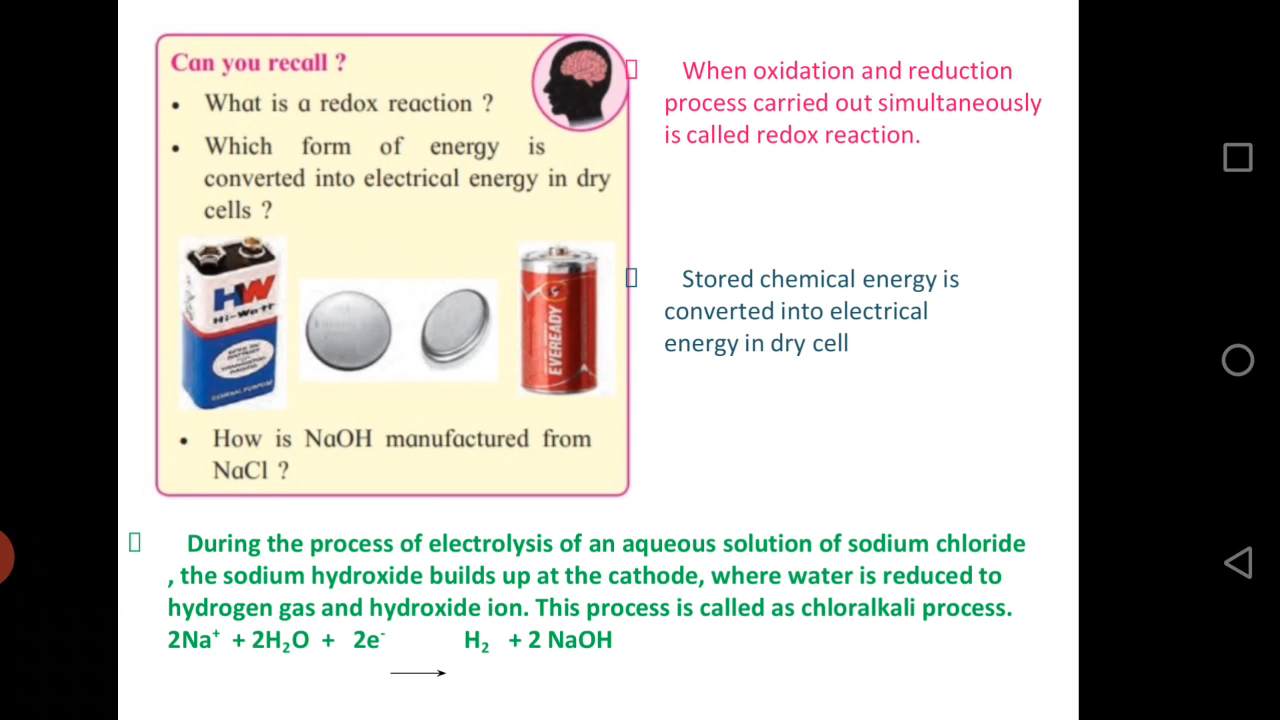 Can you recall ?
• What is a redox reaction ?
• Which form of energy is
converted into electrical energy in dry
cells ?
HW
Hi-Watt
EVEREADY
• How is NaOH manufactured from
NaCl ?
When oxidation and reduction
process carried out simultaneously
is called redox reaction.
Stored chemical energy is
converted into electrical
energy in dry cell
During the process of electrolysis of an aqueous solution of sodium chloride
, the sodium hydroxide builds up at the cathode, where water is reduced to
hydrogen gas and hydroxide ion. This process is called as chloralkali process.
2Na⁺ + 2H₂O + 2e⁻ ⟶ H₂ + 2 NaOH